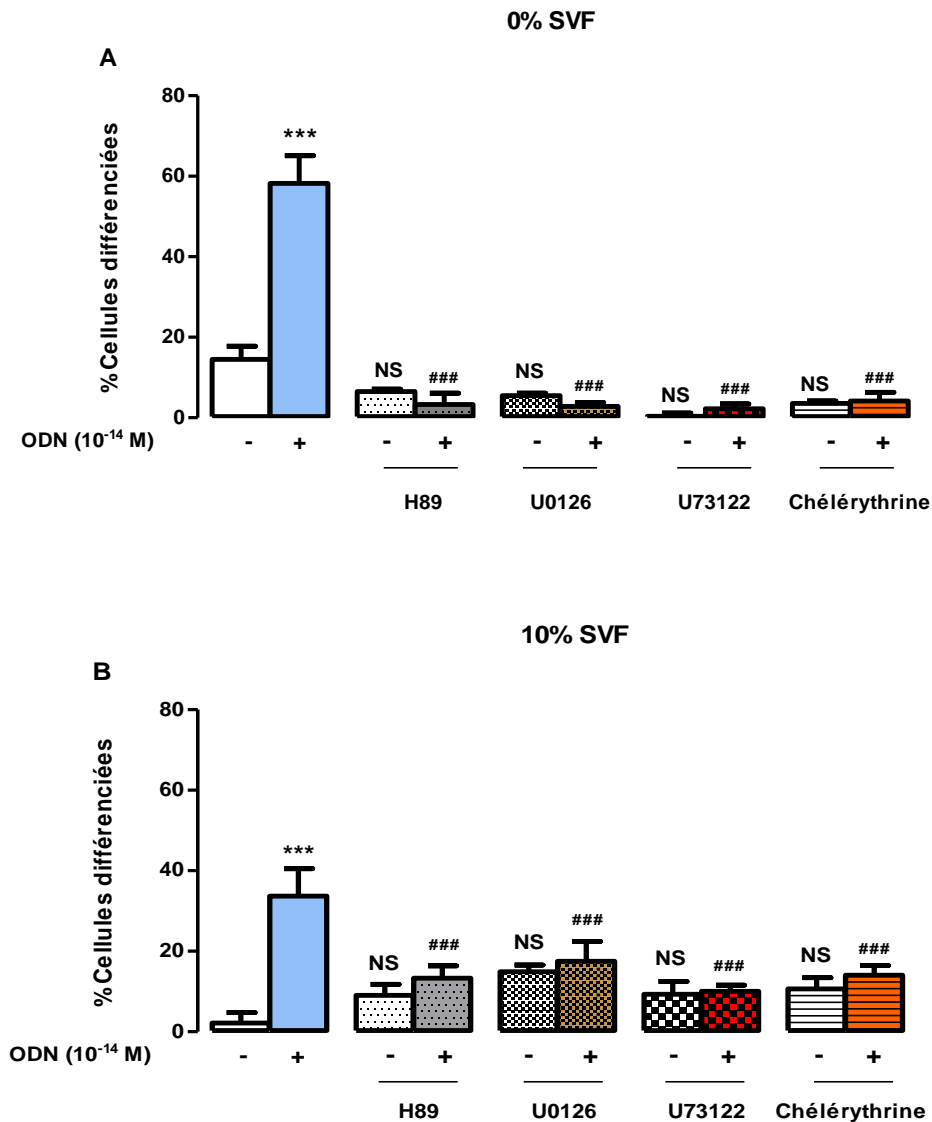 0% SVF
A
80
60
40
20
0
%Cellules différenciées
***
NS ### NS ### NS ### NS ###
ODN (10⁻¹⁴ M) - + - + - + - + - +
H89 U0126 U73122 Chélérythrine
10% SVF
B
80
60
40
20
0
%Cellules différenciées
***
NS ### NS ### NS ### NS ###
ODN (10⁻¹⁴ M) - + - + - + - + - +
H89 U0126 U73122 Chélérythrine